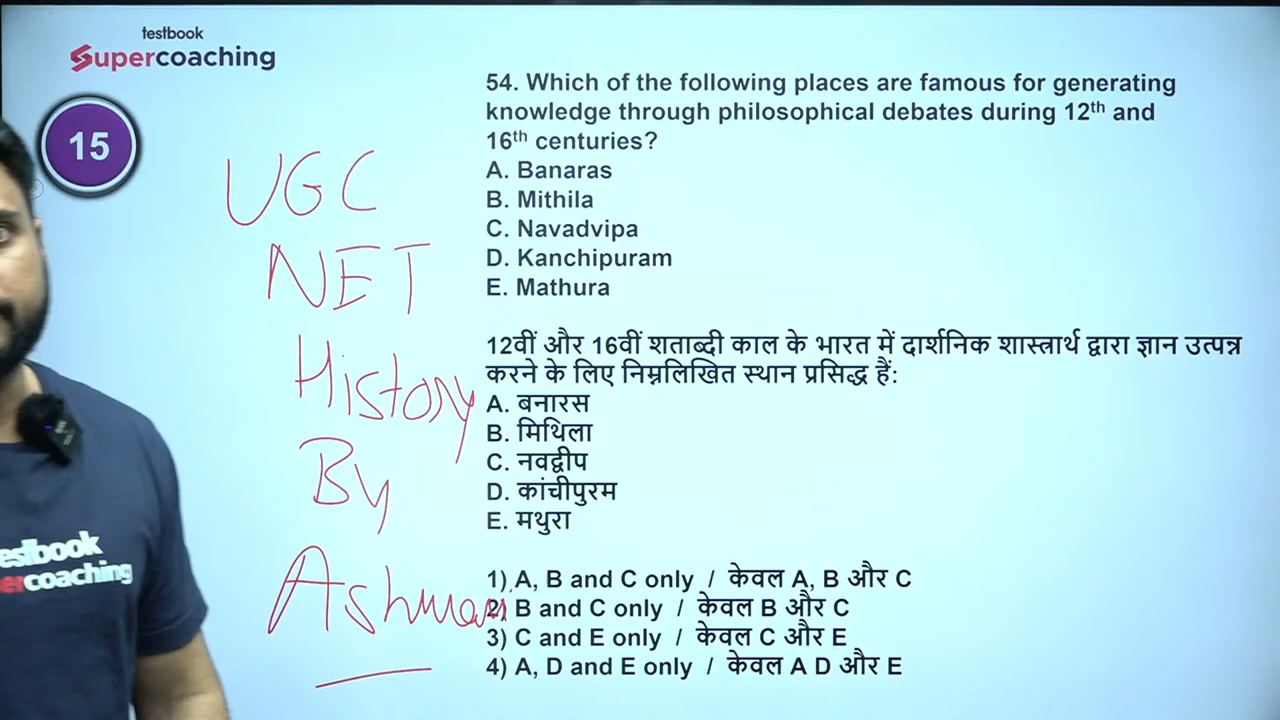 testbook
Supercoaching
15
54. Which of the following places are famous for generating
knowledge through philosophical debates during 12th and
16th centuries?
A. Banaras
B. Mithila
C. Navadvipa
D. Kanchipuram
E. Mathura
12वीं और 16वीं शताब्दी काल के भारत में दार्शनिक शास्त्रार्थ द्वारा ज्ञान उत्पन्न
करने के लिए निम्नलिखित स्थान प्रसिद्ध हैं:
A. बनारस
B. मिथिला
C. नवद्वीप
D. कांचीपुरम
E. मथुरा
1) A, B and C only / केवल A, B और C
2) B and C only / केवल B और C
3) C and E only / केवल C और E
4) A, D and E only / केवल A D और E
UGC
NET
History
By
testbook
supercoaching